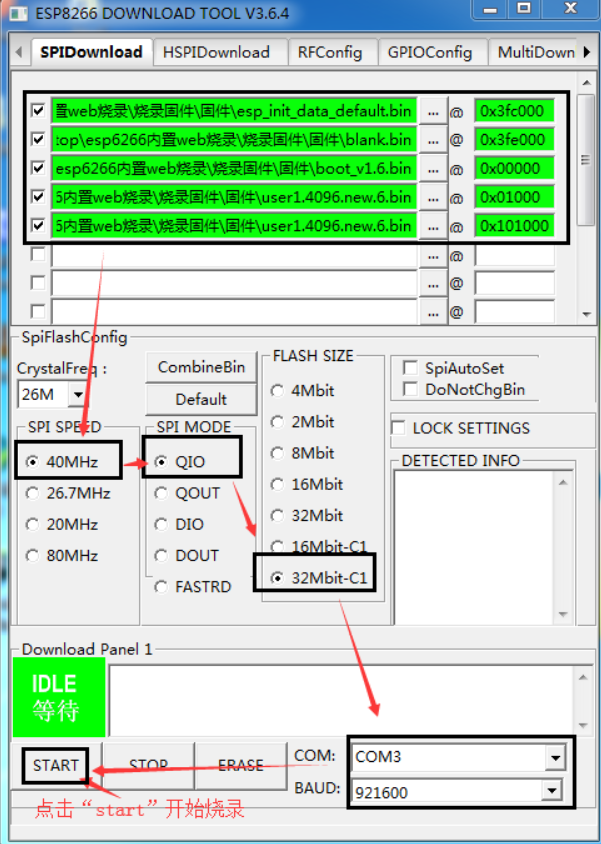 ESP8266 DOWNLOAD TOOL V3.6.4
SPIDownload HSPIDownload RFConfig GPIOConfig MultiDown
置web烧录\烧录固件\固件\esp_init_data_default.bin ... @ 0x3fc000
:op\esp6266内置web烧录\烧录固件\固件\blank.bin ... @ 0x3fe000
esp6266内置web烧录\烧录固件\固件\boot_v1.6.bin ... @ 0x00000
5内置web烧录\烧录固件\固件\user1.4096.new.6.bin ... @ 0x01000
5内置web烧录\烧录固件\固件\user1.4096.new.6.bin ... @ 0x101000
... @
... @
... @
SpiFlashConfig
CrystalFreq :
26M
CombineBin
Default
SPI SPEED
40MHz
26.7MHz
20MHz
80MHz
SPI MODE
QIO
QOUT
DIO
DOUT
FASTRD
FLASH SIZE
4Mbit
2Mbit
8Mbit
16Mbit
32Mbit
16Mbit-C1
32Mbit-C1
SpiAutoSet
DoNotChgBin
LOCK SETTINGS
DETECTED INFO
Download Panel 1
IDLE
等待
START STOP ERASE
COM: COM3
BAUD: 921600
点击“start”开始烧录